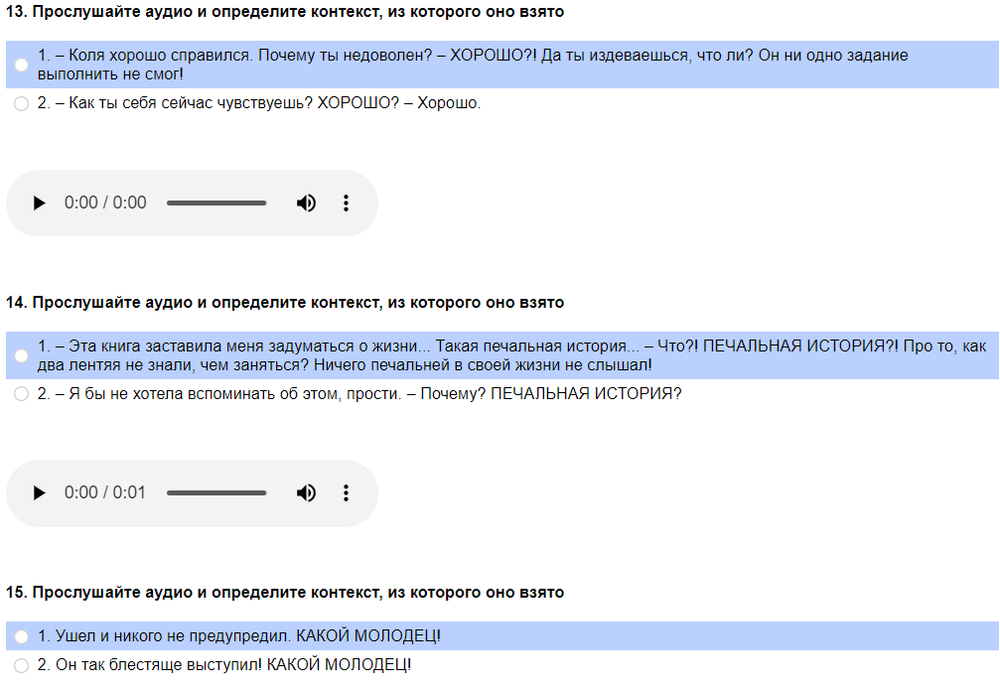 13. Прослушайте аудио и определите контекст, из которого оно взято
1. – Коля хорошо справился. Почему ты недоволен? – ХОРОШО?! Да ты издеваешься, что ли? Он ни одно задание
выполнить не смог!
2. – Как ты себя сейчас чувствуешь? ХОРОШО? – Хорошо.
0:00 / 0:00
14. Прослушайте аудио и определите контекст, из которого оно взято
1. – Эта книга заставила меня задуматься о жизни... Такая печальная история... – Что?! ПЕЧАЛЬНАЯ ИСТОРИЯ?! Про то, как
два лентяя не знали, чем заняться? Ничего печальней в своей жизни не слышал!
2. – Я бы не хотела вспоминать об этом, прости. – Почему? ПЕЧАЛЬНАЯ ИСТОРИЯ?
0:00 / 0:01
15. Прослушайте аудио и определите контекст, из которого оно взято
1. Ушел и никого не предупредил. КАКОЙ МОЛОДЕЦ!
2. Он так блестяще выступил! КАКОЙ МОЛОДЕЦ!